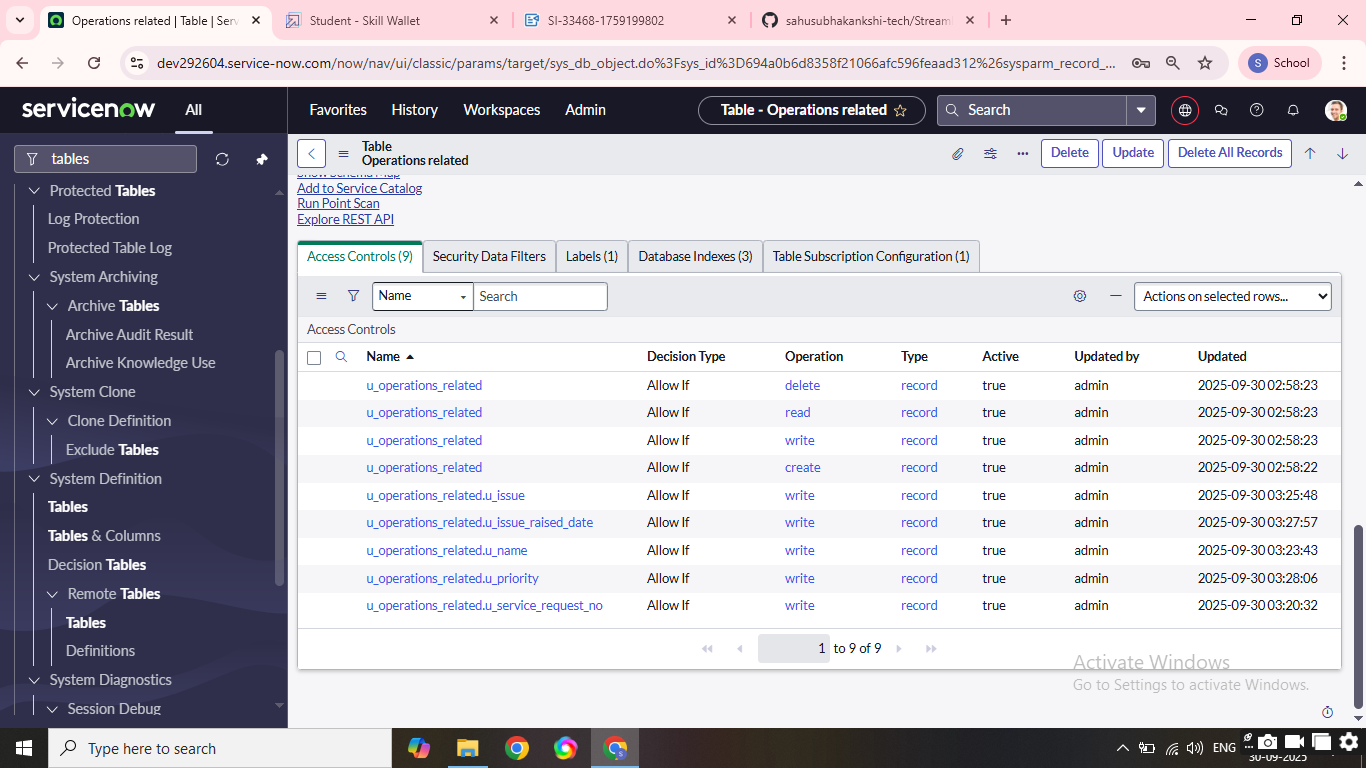 Operations related | Table | Serv
Student - Skill Wallet
SI-33468-1759199802
sahusubhakankshi-tech/Streaml
dev292604.service-now.com/now/nav/ui/classic/params/target/sys_db_object.do%3Fsys_id%3D694a0b6d8358f21066afc596feaad312%26sysparm_record_...
S School
servicenow All Favorites History Workspaces Admin Table - Operations related Search
tables
Table
Operations related
Delete Update Delete All Records
Protected Tables
Log Protection
Protected Table Log
System Archiving
Archive Tables
Archive Audit Result
Archive Knowledge Use
System Clone
Clone Definition
Exclude Tables
System Definition
Tables
Tables & Columns
Decision Tables
Remote Tables
Tables
Definitions
System Diagnostics
Session Debug
Show Schema Map
Add to Service Catalog
Run Point Scan
Explore REST API
Access Controls (9) Security Data Filters Labels (1) Database Indexes (3) Table Subscription Configuration (1)
Name Search Actions on selected rows...
Access Controls
Name Decision Type Operation Type Active Updated by Updated
u_operations_related Allow If delete record true admin 2025-09-30 02:58:23
u_operations_related Allow If read record true admin 2025-09-30 02:58:23
u_operations_related Allow If write record true admin 2025-09-30 02:58:23
u_operations_related Allow If create record true admin 2025-09-30 02:58:22
u_operations_related.u_issue Allow If write record true admin 2025-09-30 03:25:48
u_operations_related.u_issue_raised_date Allow If write record true admin 2025-09-30 03:27:57
u_operations_related.u_name Allow If write record true admin 2025-09-30 03:23:43
u_operations_related.u_priority Allow If write record true admin 2025-09-30 03:28:06
u_operations_related.u_service_request_no Allow If write record true admin 2025-09-30 03:20:32
1 to 9 of 9
Activate Windows
Go to Settings to activate Windows.
Type here to search
ENG
30-09-2025